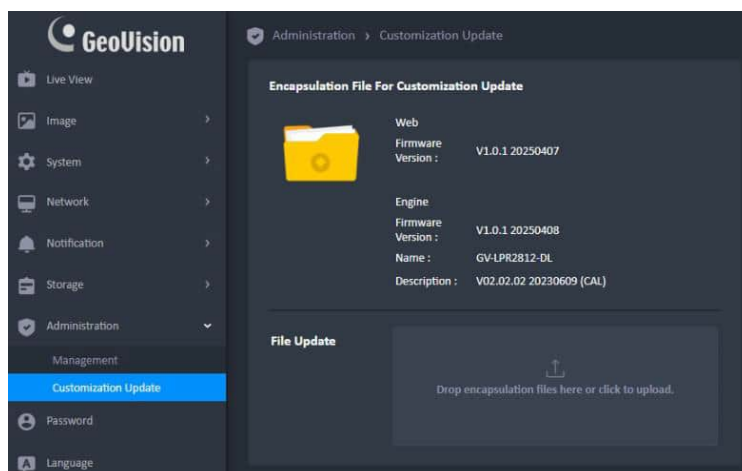 GeoVision
Administration > Customization Update
Live View
Image
System
Network
Notification
Storage
Administration
Management
Customization Update
Password
Language
Encapsulation File For Customization Update
Web
Firmware
Version : V1.0.1 20250407
Engine
Firmware
Version : V1.0.1 20250408
Name : GV-LPR2812-DL
Description : V02.02.02 20230609 (CAL)
File Update
Drop encapsulation files here or click to upload.